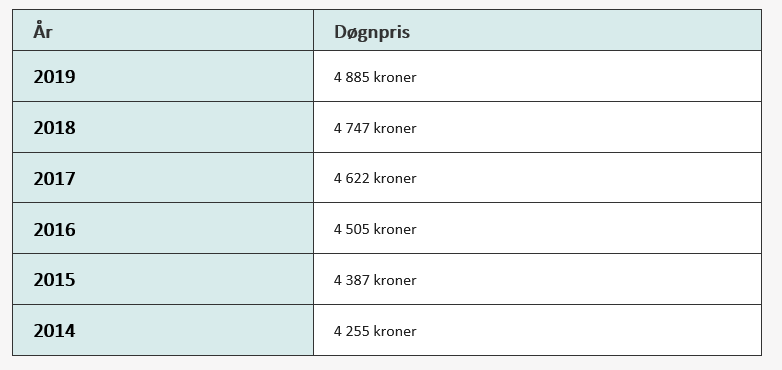 År Døgnpris
2019 4 885 kroner
2018 4 747 kroner
2017 4 622 kroner
2016 4 505 kroner
2015 4 387 kroner
2014 4 255 kroner